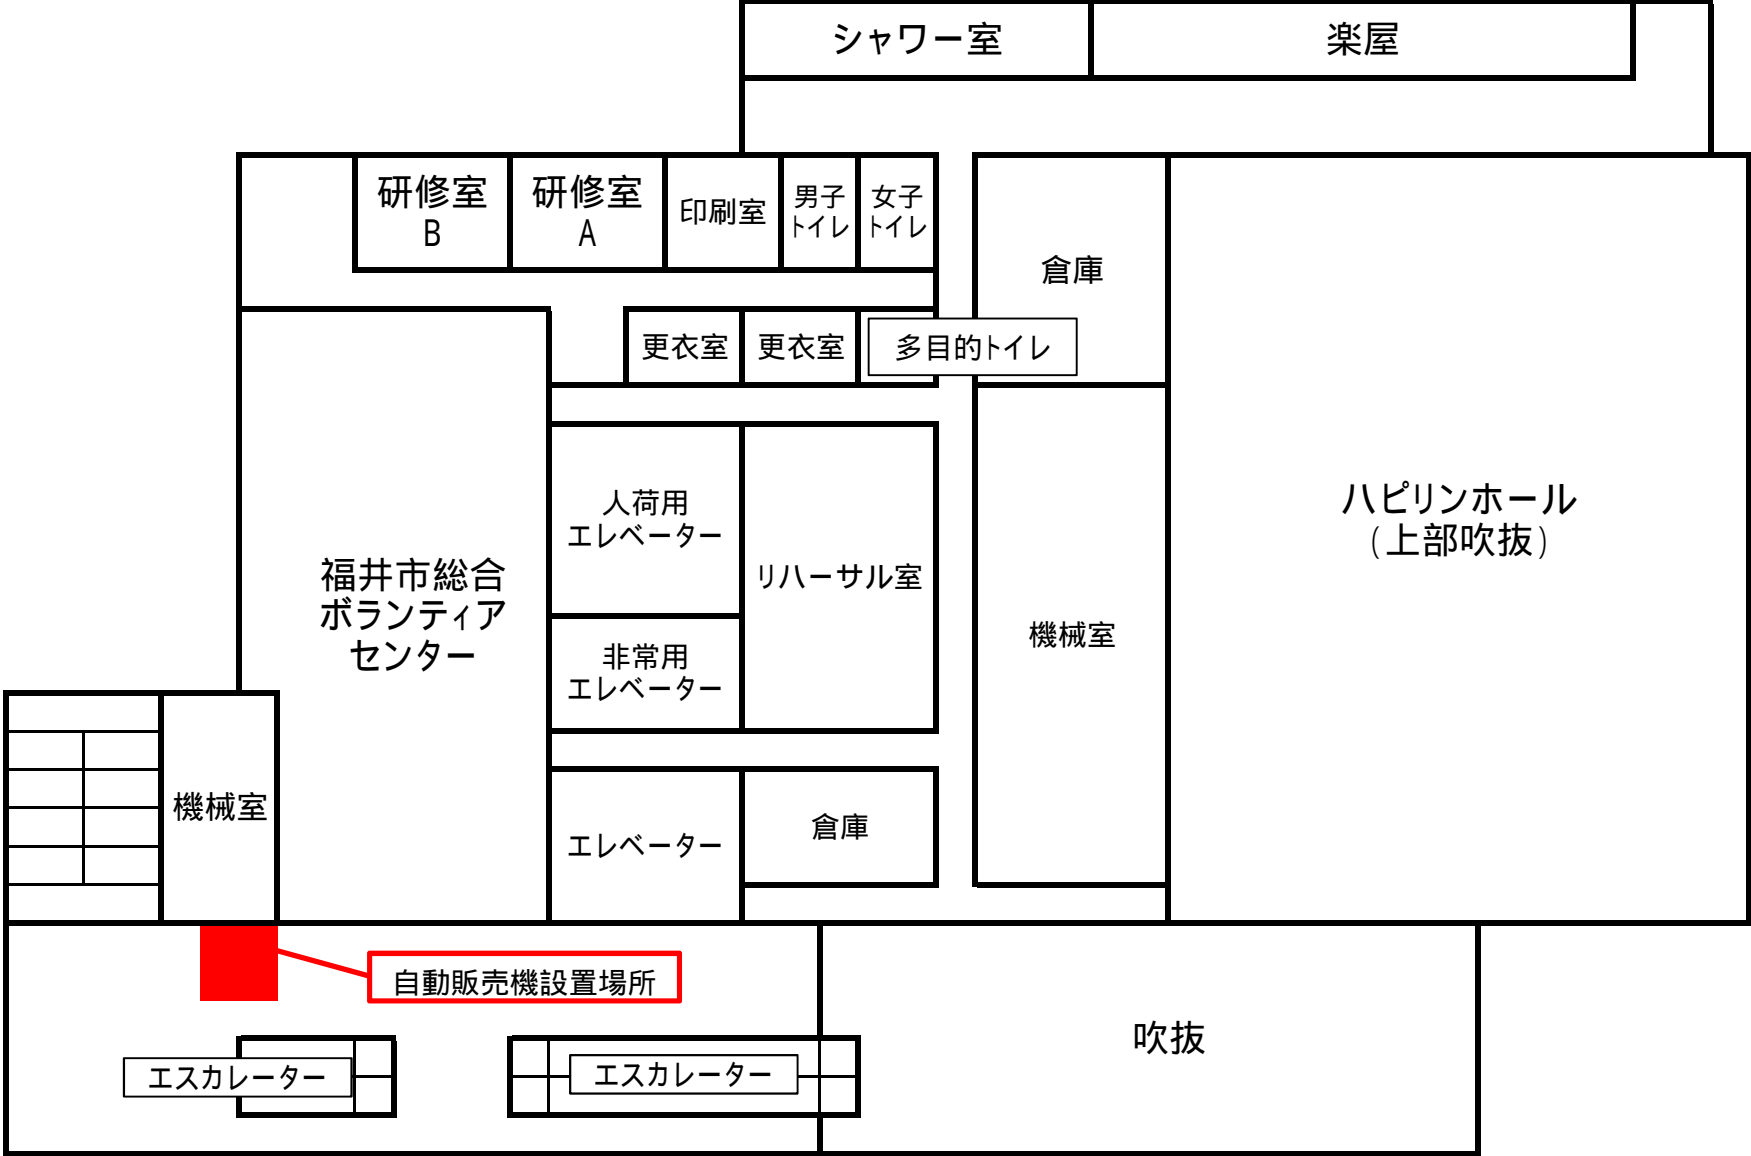 シャワー室
楽屋
研修室
B
研修室
A
印刷室
男子
トイレ
女子
トイレ
倉庫
更衣室
更衣室
多目的トイレ
人荷用
エレベーター
リハーサル室
ハピリンホール
(上部吹抜)
福井市総合
ボランティア
センター
非常用
エレベーター
機械室
機械室
エレベーター
倉庫
自動販売機設置場所
吹抜
エスカレーター
エスカレーター